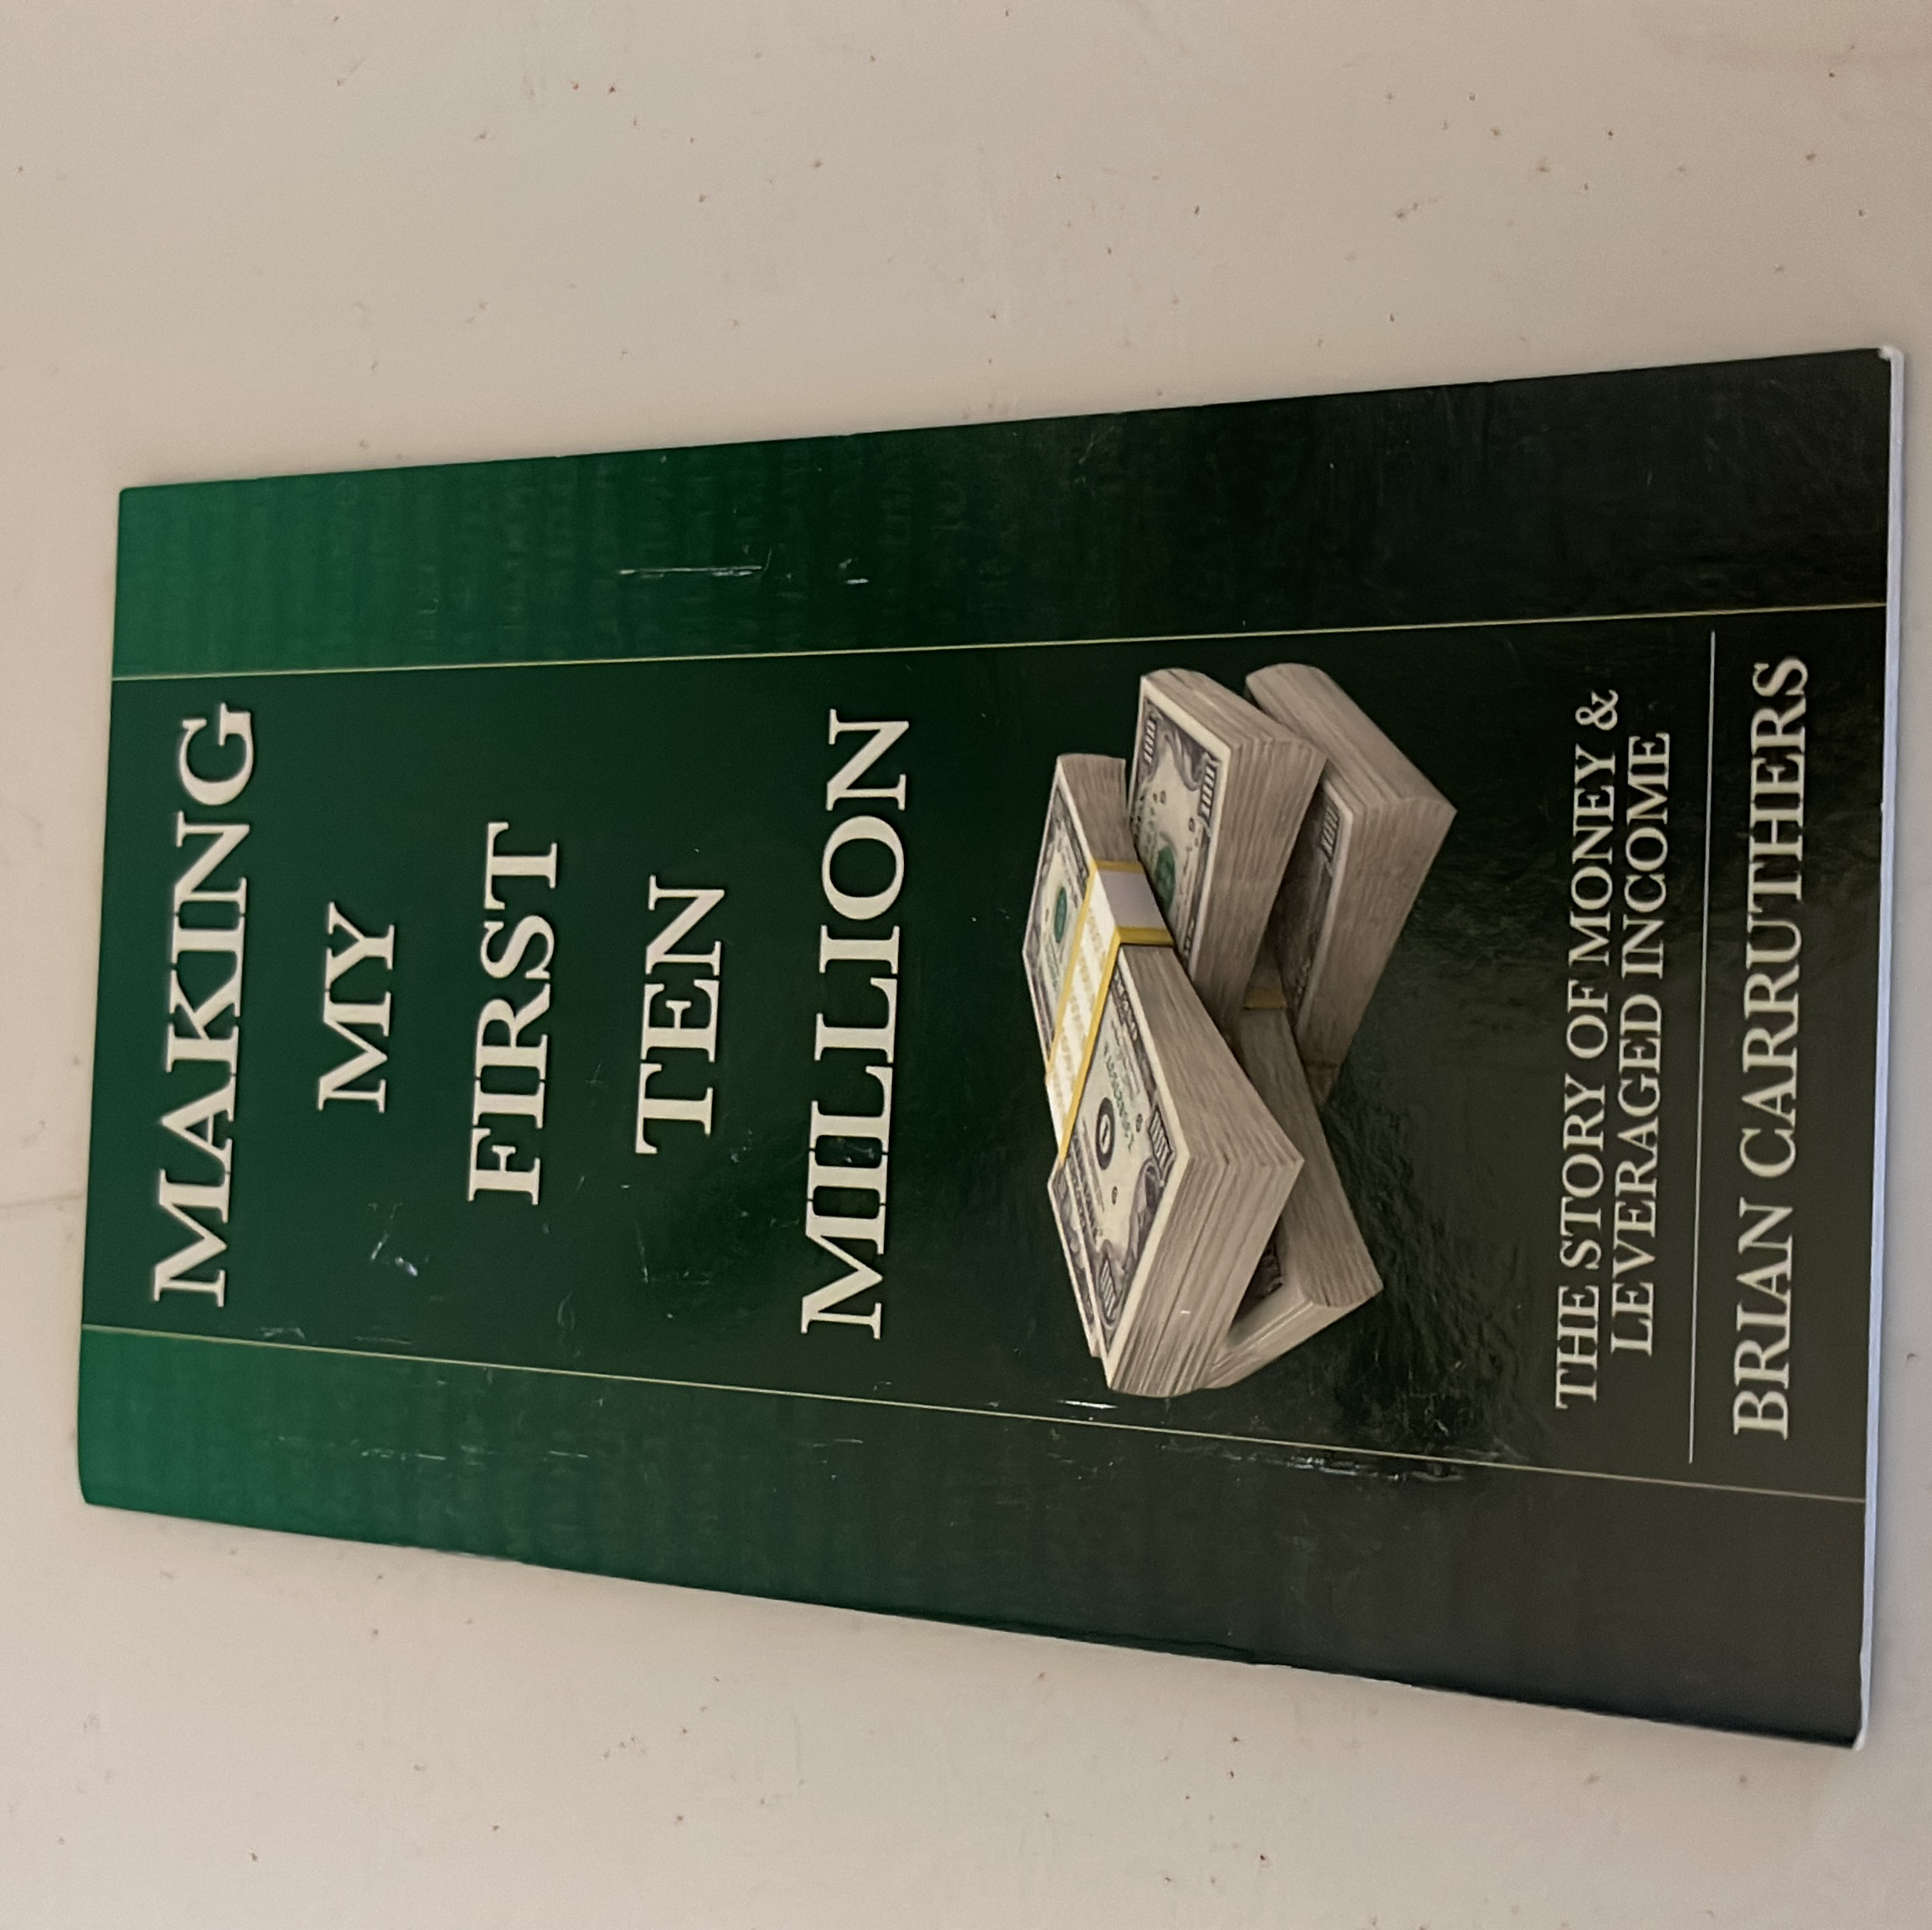 MAKING
MY
FIRST
TEN
MILLION
THE STORY OF MONEY &
LEVERAGED INCOME
BRIAN CARRUTHERS